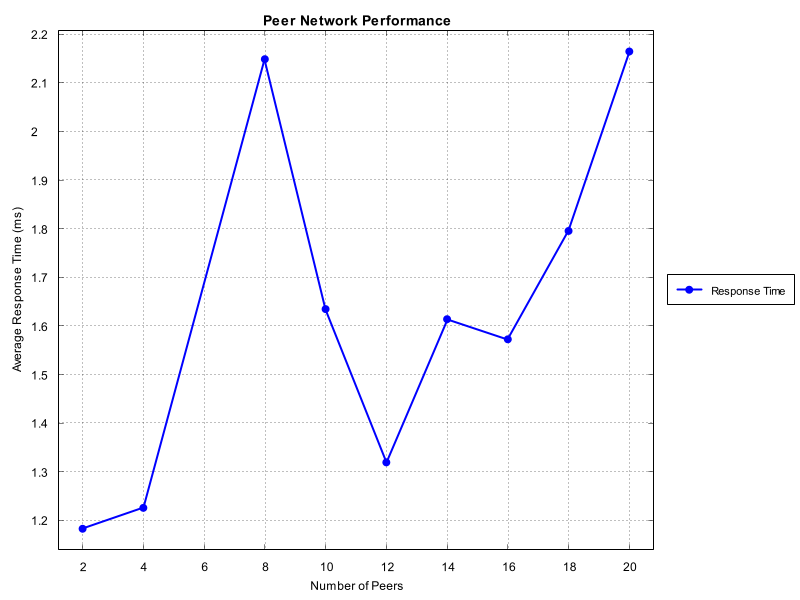 Peer Network Performance
2.2
2.1
2
1.9
1.8
1.7
1.6
1.5
1.4
1.3
1.2
Average Response Time (ms)
2 4 6 8 10 12 14 16 18 20
Number of Peers
Response Time